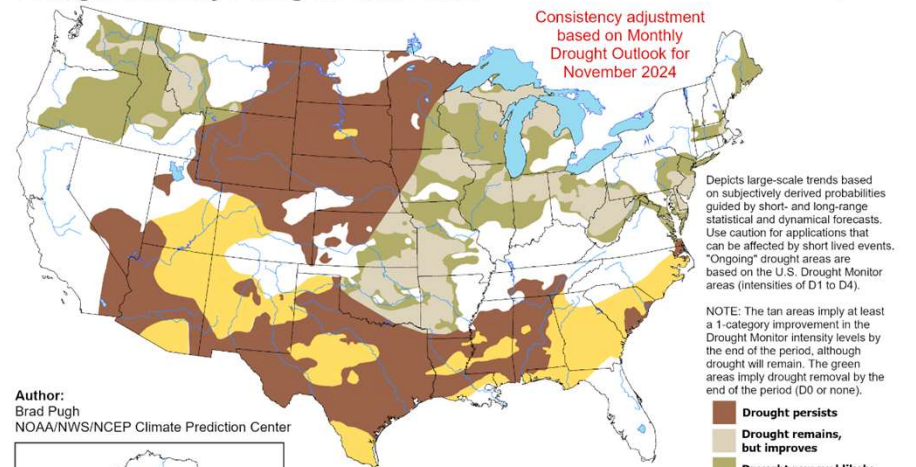 Consistency adjustment
based on Monthly
Drought Outlook for
November 2024
Depicts large-scale trends based
on subjectively derived probabilities
guided by short- and long-range
statistical and dynamical forecasts.
Use caution for applications that
can be affected by short lived events.
"Ongoing" drought areas are
based on the U.S. Drought Monitor
areas (intensities of D1 to D4).
NOTE: The tan areas imply at least
a 1-category improvement in the
Drought Monitor intensity levels by
the end of the period, although
drought will remain. The green
areas imply drought removal by the
end of the period (D0 or none).
Author:
Brad Pugh
NOAA/NWS/NCEP Climate Prediction Center
Drought persists
Drought remains,
but improves